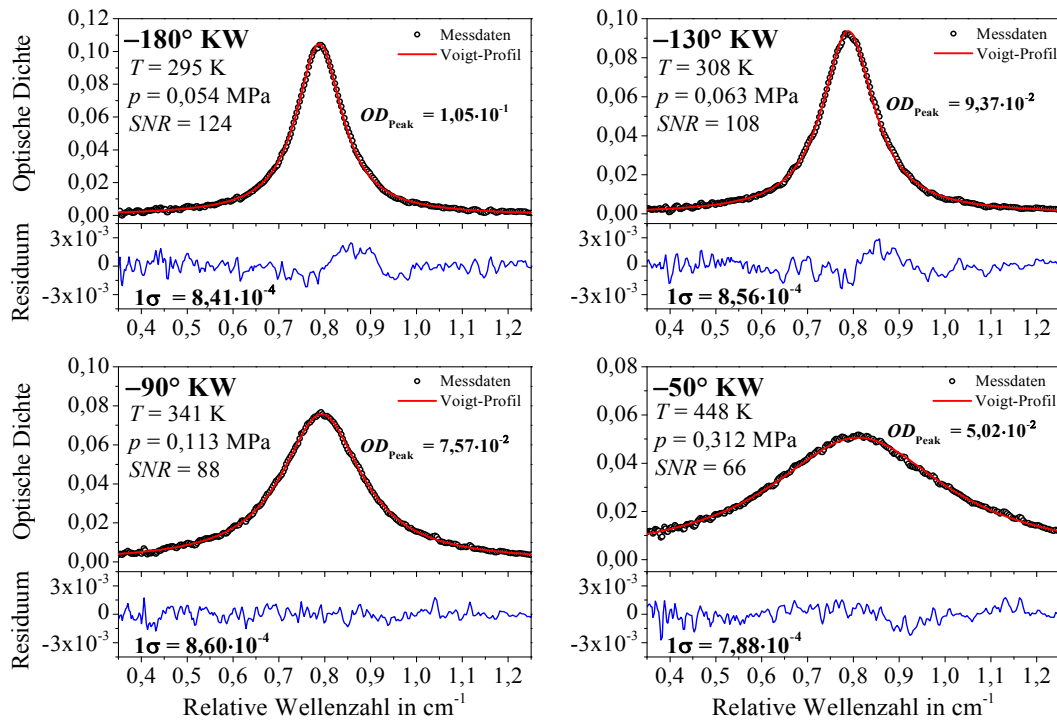 −180° KW
T = 295 K
p = 0,054 MPa
SNR = 124
OD_Peak = 1,05·10⁻¹
Messdaten
Voigt-Profil
Optische Dichte
0,12
0,10
0,08
0,06
0,04
0,02
0,00
Residuum
3x10⁻³
0
-3x10⁻³
1σ = 8,41·10⁻⁴
0,4 0,5 0,6 0,7 0,8 0,9 1,0 1,1 1,2
−130° KW
T = 308 K
p = 0,063 MPa
SNR = 108
OD_Peak = 9,37·10⁻²
Messdaten
Voigt-Profil
Optische Dichte
0,10
0,08
0,06
0,04
0,02
0,00
Residuum
3x10⁻³
0
-3x10⁻³
1σ = 8,56·10⁻⁴
0,4 0,5 0,6 0,7 0,8 0,9 1,0 1,1 1,2
−90° KW
T = 341 K
p = 0,113 MPa
SNR = 88
OD_Peak = 7,57·10⁻²
Messdaten
Voigt-Profil
Optische Dichte
0,10
0,08
0,06
0,04
0,02
0,00
Residuum
3x10⁻³
0
-3x10⁻³
1σ = 8,60·10⁻⁴
0,4 0,5 0,6 0,7 0,8 0,9 1,0 1,1 1,2
Relative Wellenzahl in cm⁻¹
−50° KW
T = 448 K
p = 0,312 MPa
SNR = 66
OD_Peak = 5,02·10⁻²
Messdaten
Voigt-Profil
Optische Dichte
0,08
0,06
0,04
0,02
0,00
Residuum
3x10⁻³
0
-3x10⁻³
1σ = 7,88·10⁻⁴
0,4 0,5 0,6 0,7 0,8 0,9 1,0 1,1 1,2
Relative Wellenzahl in cm⁻¹